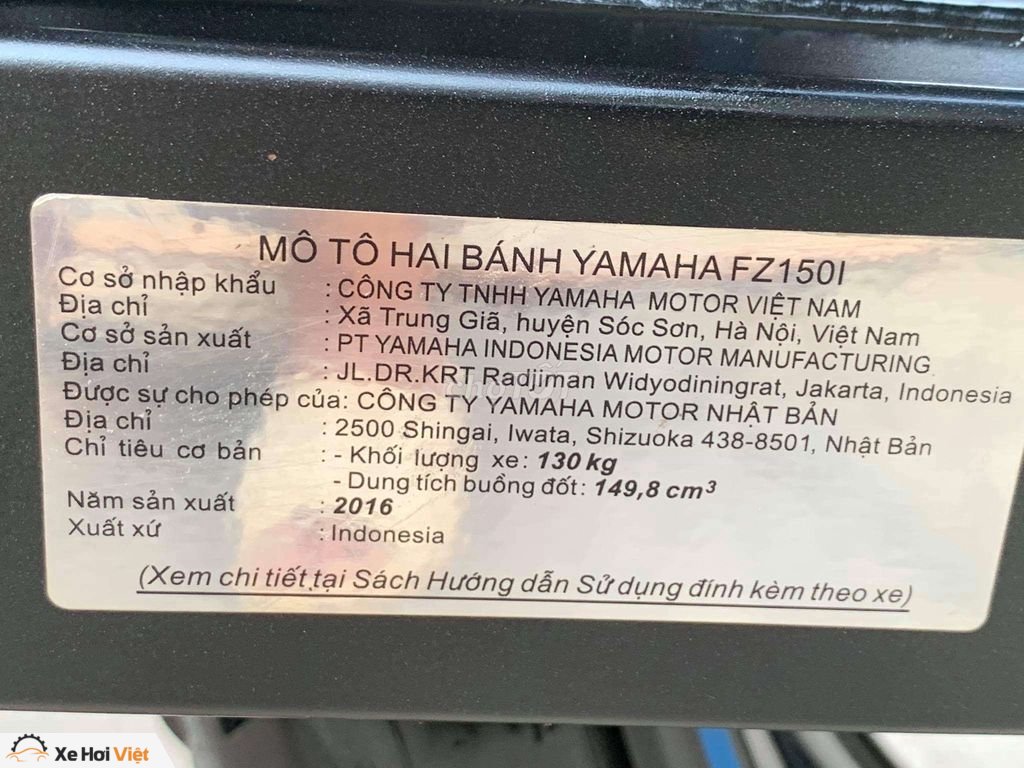 MÔ TÔ HAI BÁNH YAMAHA FZ150I
Cơ sở nhập khẩu : CÔNG TY TNHH YAMAHA MOTOR VIỆT NAM
Địa chỉ : Xã Trung Giã, huyện Sóc Sơn, Hà Nội, Việt Nam
Cơ sở sản xuất : PT YAMAHA INDONESIA MOTOR MANUFACTURING
Địa chỉ : JL.DR.KRT Radjiman Widyodiningrat, Jakarta, Indonesia
Được sự cho phép của: CÔNG TY YAMAHA MOTOR NHẬT BẢN
Địa chỉ : 2500 Shingai, Iwata, Shizuoka 438-8501, Nhật Bản
Chỉ tiêu cơ bản : - Khối lượng xe: 130 kg
- Dung tích buồng đốt: 149,8 cm³
Năm sản xuất : 2016
Xuất xứ : Indonesia
(Xem chi tiết tại Sách Hướng dẫn Sử dụng đính kèm theo xe)
Xe Hơi Việt